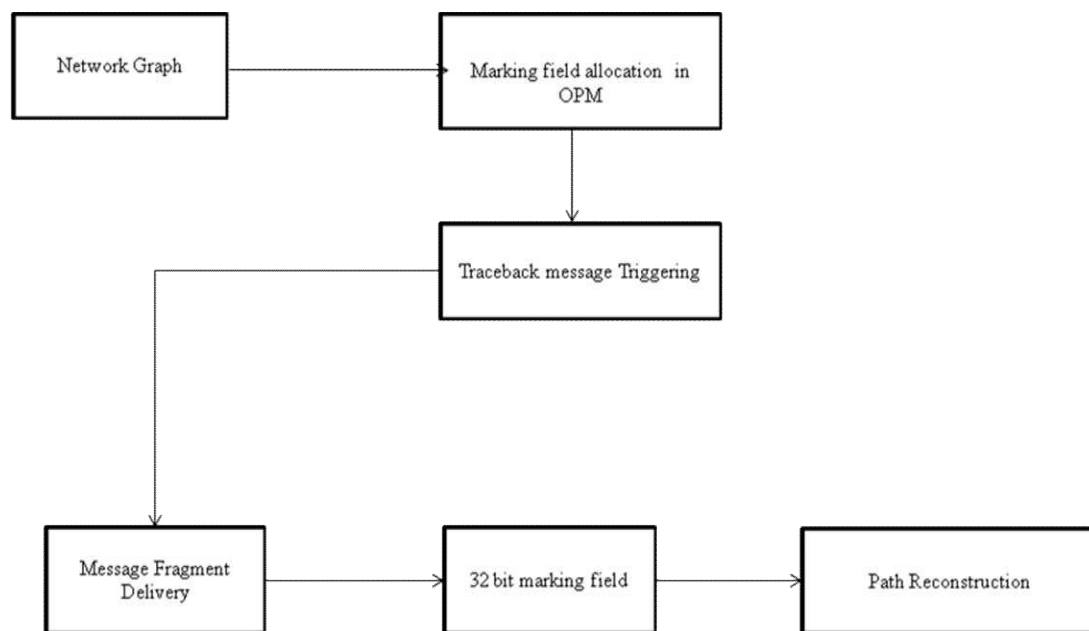 Network Graph
Marking field allocation in
OPM
Traceback message Triggering
Message Fragment
Delivery
32 bit marking field
Path Reconstruction